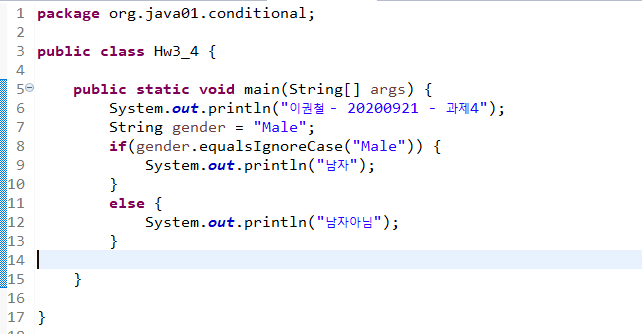 1 package org.java01.conditional;
2
3 public class Hw3_4 {
4
5 public static void main(String[] args) {
6 System.out.println("이권철 - 20200921 - 과제4");
7 String gender = "Male";
8 if(gender.equalsIgnoreCase("Male")) {
9 System.out.println("남자");
10 }
11 else {
12 System.out.println("남자아님");
13 }
14
15 }
16
17 }